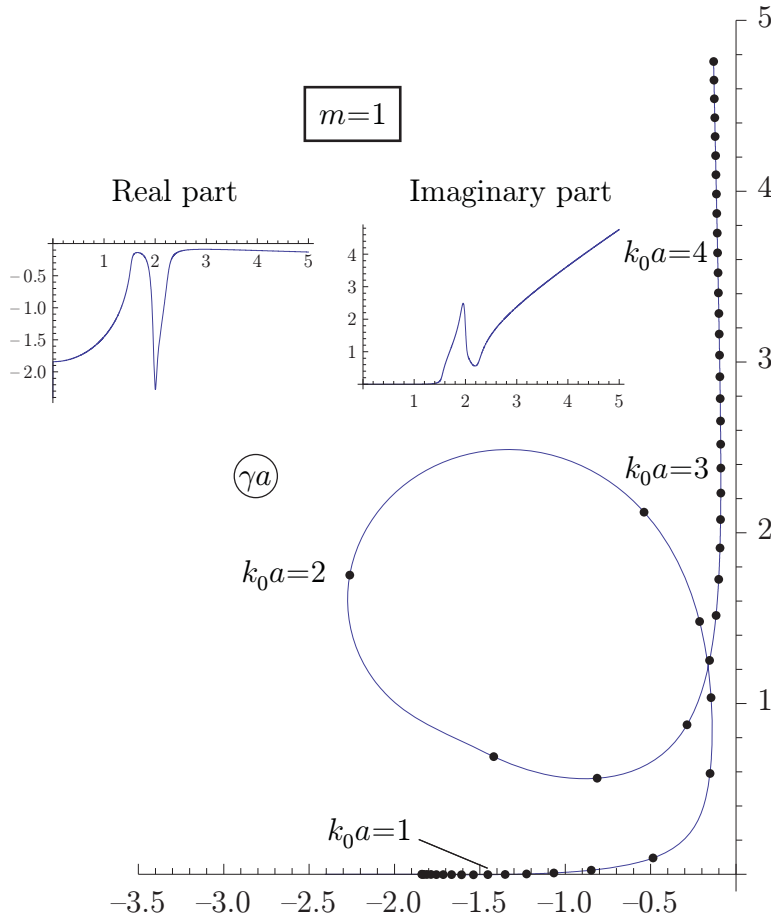 5
m=1
Real part
Imaginary part
4
1 2 3 4 5
−0.5
−1.0
−1.5
−2.0
4
3
2
1
1 2 3 4 5
k₀a=4
3
k₀a=3
γa
2
k₀a=2
1
k₀a=1
−3.5 −3.0 −2.5 −2.0 −1.5 −1.0 −0.5